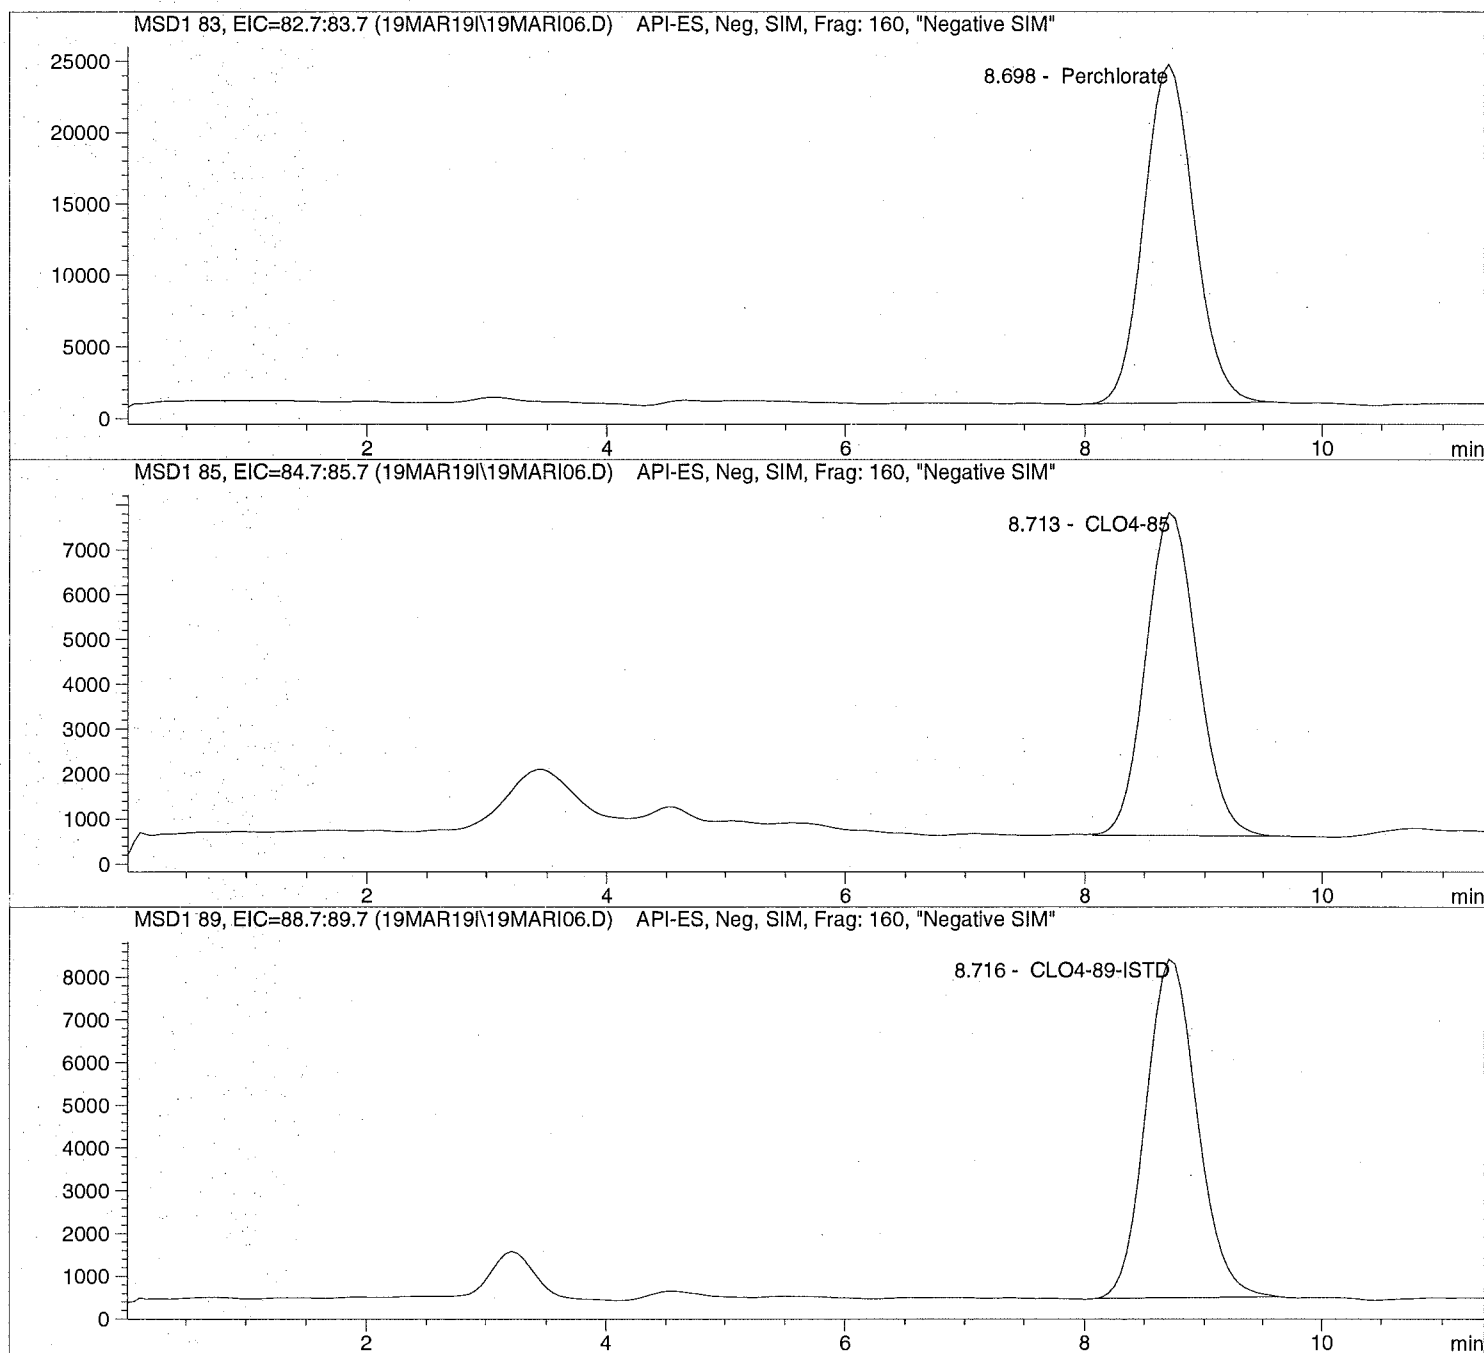 MSD1 83, EIC=82.7:83.7 (19MAR19I\19MARI06.D) API-ES, Neg, SIM, Frag: 160, "Negative SIM"
25000
8.698 - Perchlorate
20000
15000
10000
5000
0
2 4 6 8 10 min
MSD1 85, EIC=84.7:85.7 (19MAR19I\19MARI06.D) API-ES, Neg, SIM, Frag: 160, "Negative SIM"
8.713 - CLO4-85
7000
6000
5000
4000
3000
2000
1000
0
2 4 6 8 10 min
MSD1 89, EIC=88.7:89.7 (19MAR19I\19MARI06.D) API-ES, Neg, SIM, Frag: 160, "Negative SIM"
8.716 - CLO4-89-ISTD
8000
7000
6000
5000
4000
3000
2000
1000
0
2 4 6 8 10 min